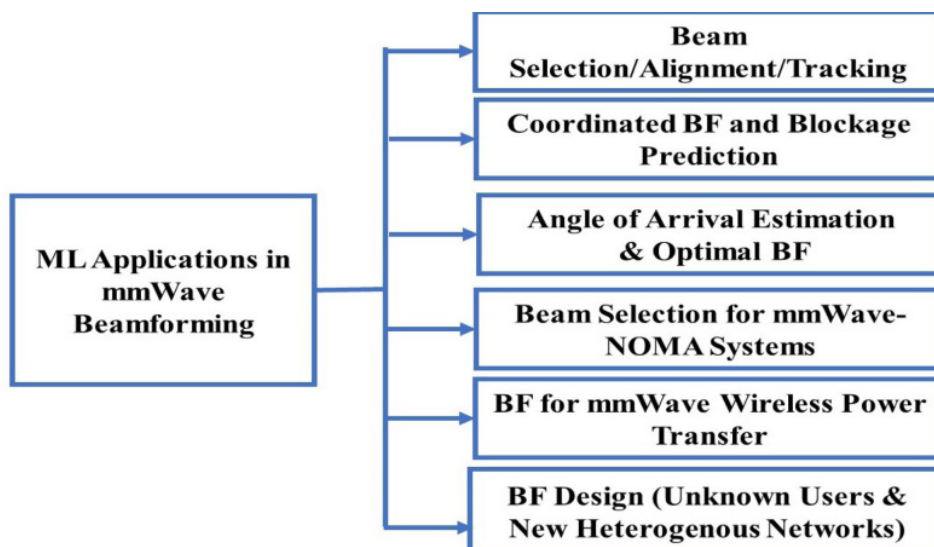 Beam
Selection/Alignment/Tracking
Coordinated BF and Blockage
Prediction
Angle of Arrival Estimation
& Optimal BF
ML Applications in
mmWave
Beamforming
Beam Selection for mmWave-
NOMA Systems
BF for mmWave Wireless Power
Transfer
BF Design (Unknown Users &
New Heterogenous Networks)